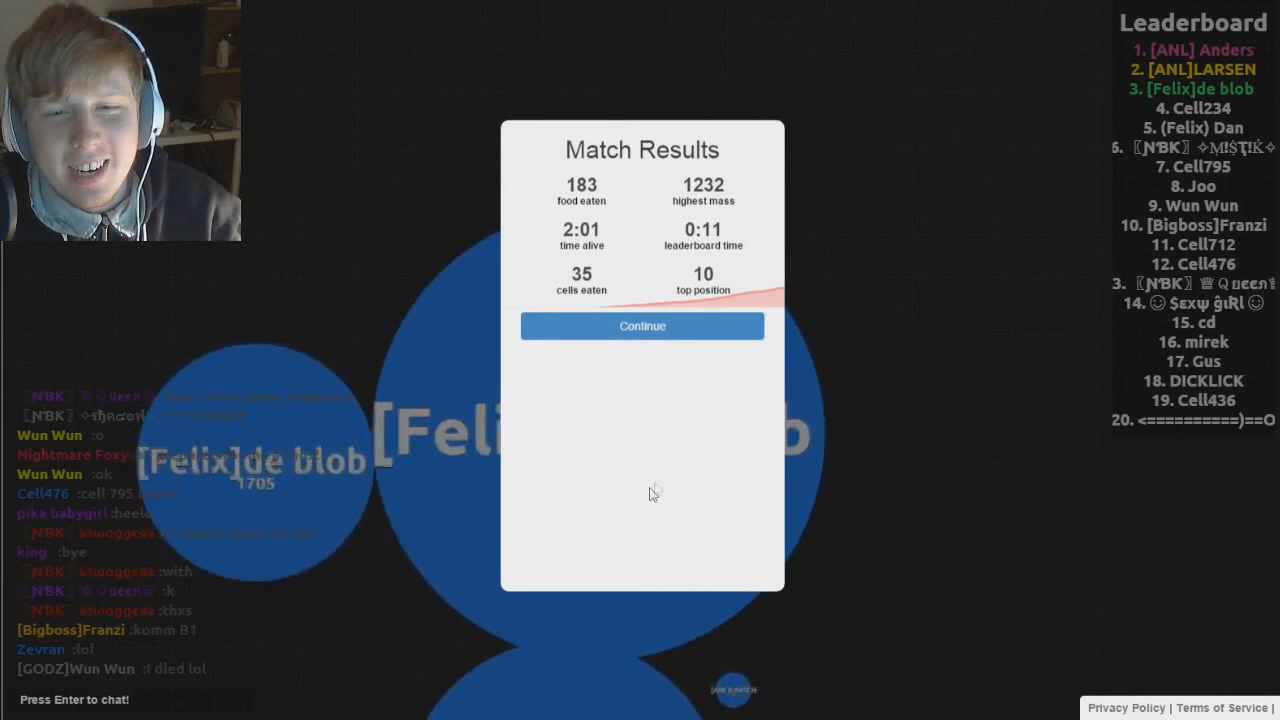 Match Results
183
food eaten
1232
highest mass
2:01
time alive
0:11
leaderboard time
35
cells eaten
10
top position
Continue
[Felix]de blob
1705
[Feli
b
Wun Wun :o
Nightmare Foxy
Wun Wun :ok
Cell476 :cell 795
pika babygirl :heelo
king :bye
:with
:k
:thxs
[Bigboss]Franzi :komm B1
Zevran :lol
[GODZ]Wun Wun :I died lol
Press Enter to chat!
Leaderboard
1. [ANL] Anders
2. [ANL]LARSEN
3. [Felix]de blob
4. Cell234
5. (Felix) Dan
6.
7. Cell795
8. Joo
9. Wun Wun
10. [Bigboss]Franzi
11. Cell712
12. Cell476
3.
14. ☺ $εxψ ĝιƦl ☺
15. cd
16. mirek
17. Gus
18. DICKLICK
19. Cell436
20. <==========)==O
Privacy Policy | Terms of Service |